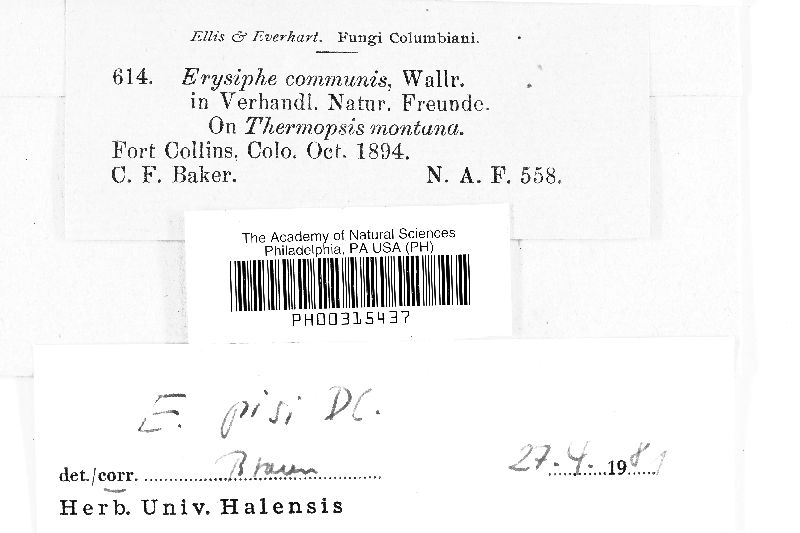 Ellis & Everhart. Fungi Columbiani.
614. Erysiphe communis, Wallr.
in Verhandl. Natur. Freunde.
On Thermopsis montana.
Fort Collins, Colo. Oct. 1894.
C. F. Baker. N. A. F. 558.
The Academy of Natural Sciences
Philadelphia, PA USA (PH)
PH00315437
E. pisi DC.
det./corr. Braun 27.4.1981
Herb. Univ. Halensis